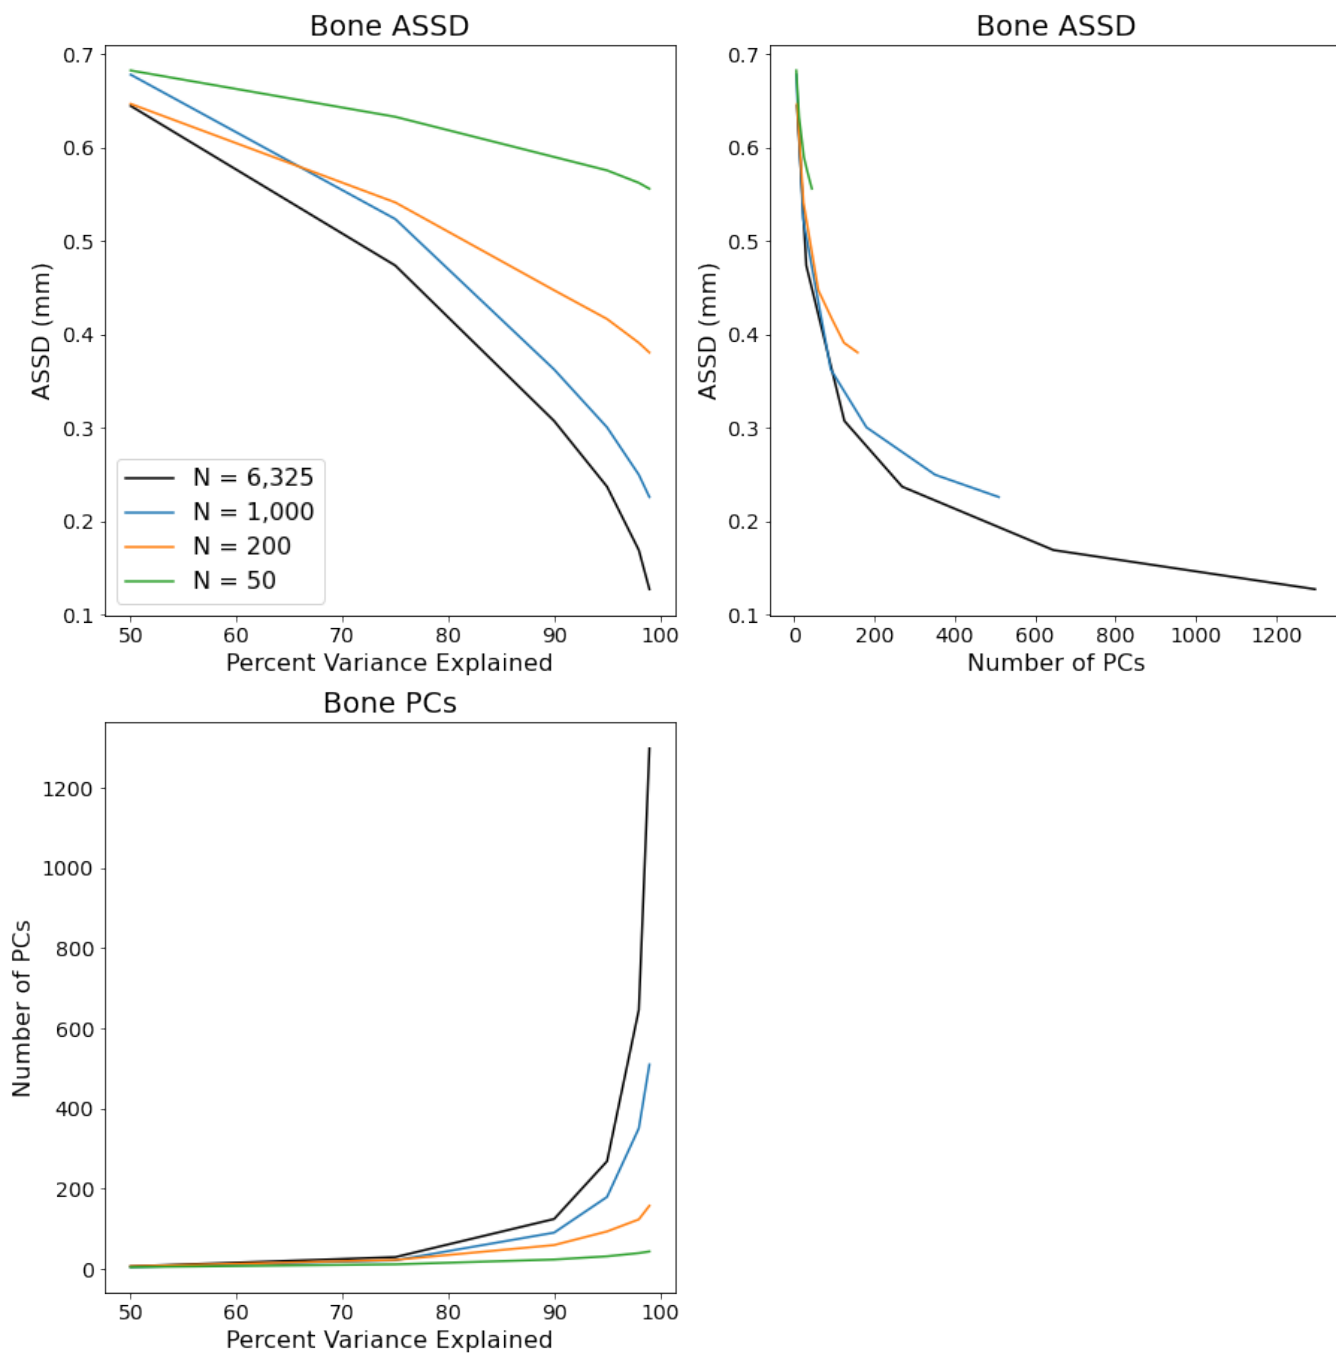 Bone ASSD
0.7
0.6
0.5
0.4
0.3
0.2
0.1
ASSD (mm)
N = 6,325
N = 1,000
N = 200
N = 50
50 60 70 80 90 100
Percent Variance Explained
Bone ASSD
0.7
0.6
0.5
0.4
0.3
0.2
0.1
ASSD (mm)
0 200 400 600 800 1000 1200
Number of PCs
Bone PCs
1200
1000
800
600
400
200
0
Number of PCs
50 60 70 80 90 100
Percent Variance Explained